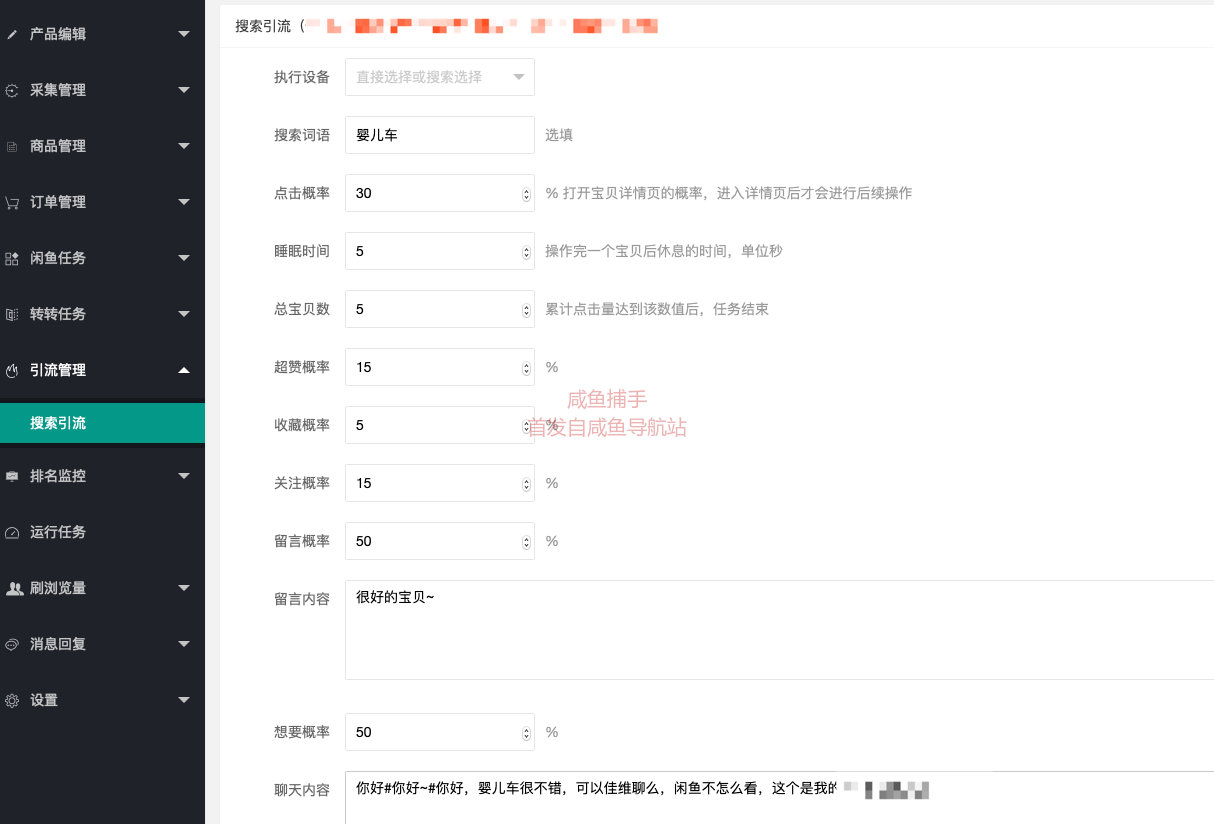 产品编辑
采集管理
商品管理
订单管理
闲鱼任务
转转任务
引流管理
搜索引流
排名监控
运行任务
刷浏览量
消息回复
设置
搜索引流（
执行设备 直接选择或搜索选择
搜索词语 婴儿车 选填
点击概率 30 % 打开宝贝详情页的概率，进入详情页后才会进行后续操作
睡眠时间 5 操作完一个宝贝后休息的时间，单位秒
总宝贝数 5 累计点击量达到该数值后，任务结束
超赞概率 15 %
咸鱼捕手
收藏概率 5 %
首发自咸鱼导航站
关注概率 15 %
留言概率 50 %
留言内容 很好的宝贝~
想要概率 50 %
聊天内容 你好#你好~#你好，婴儿车很不错，可以佳维聊么，闲鱼不怎么看，这个是我的